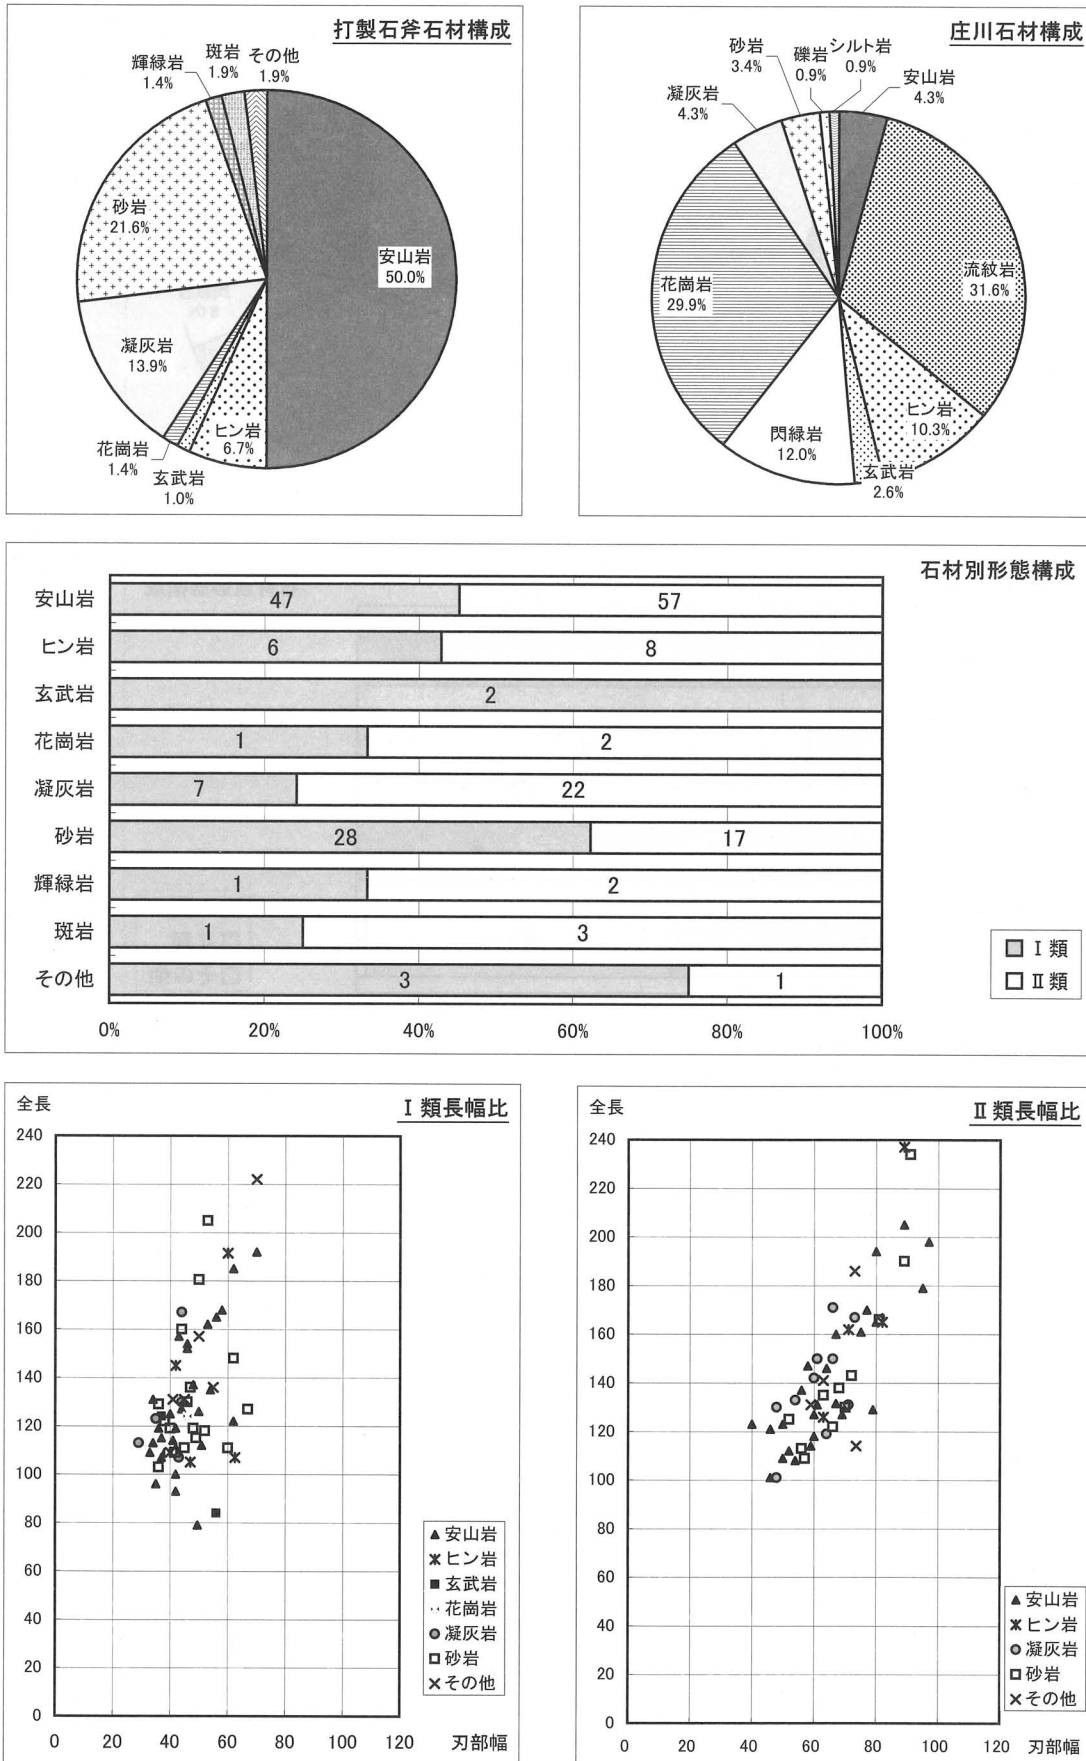 打製石斧石材構成
輝緑岩
1.4%
斑岩
1.9%
その他
1.9%
砂岩
21.6%
安山岩
50.0%
凝灰岩
13.9%
花崗岩
1.4%
玄武岩
1.0%
ヒン岩
6.7%
庄川石材構成
砂岩
3.4%
礫岩
0.9%
シルト岩
0.9%
安山岩
4.3%
凝灰岩
4.3%
花崗岩
29.9%
流紋岩
31.6%
閃緑岩
12.0%
ヒン岩
10.3%
玄武岩
2.6%
石材別形態構成
安山岩 47 57
ヒン岩 6 8
玄武岩 2
花崗岩 1 2
凝灰岩 7 22
砂岩 28 17
輝緑岩 1 2
斑岩 1 3
その他 3 1
0% 20% 40% 60% 80% 100%
Ⅰ類
Ⅱ類
全長
Ⅰ類長幅比
240
220
200
180
160
140
120
100
80
60
40
20
0
0 20 40 60 80 100 120 刃部幅
安山岩
ヒン岩
玄武岩
花崗岩
凝灰岩
砂岩
その他
全長
Ⅱ類長幅比
240
220
200
180
160
140
120
100
80
60
40
20
0
0 20 40 60 80 100 120 刃部幅
安山岩
ヒン岩
凝灰岩
砂岩
その他